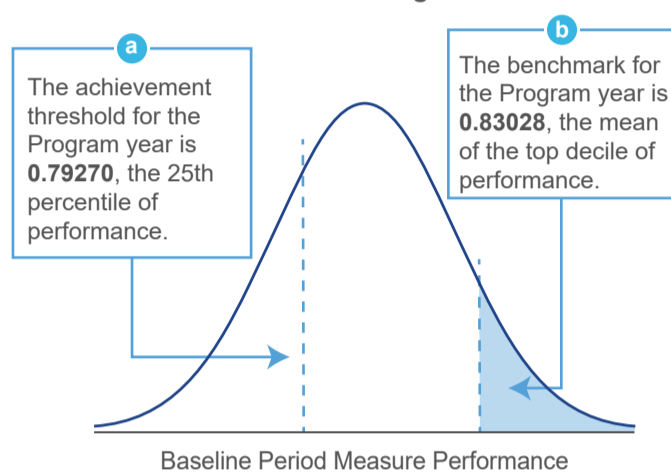 a
The achievement
threshold for the
Program year is
0.79270, the 25th
percentile of
performance.
b
The benchmark for
the Program year is
0.83028, the mean
of the top decile of
performance.
Baseline Period Measure Performance